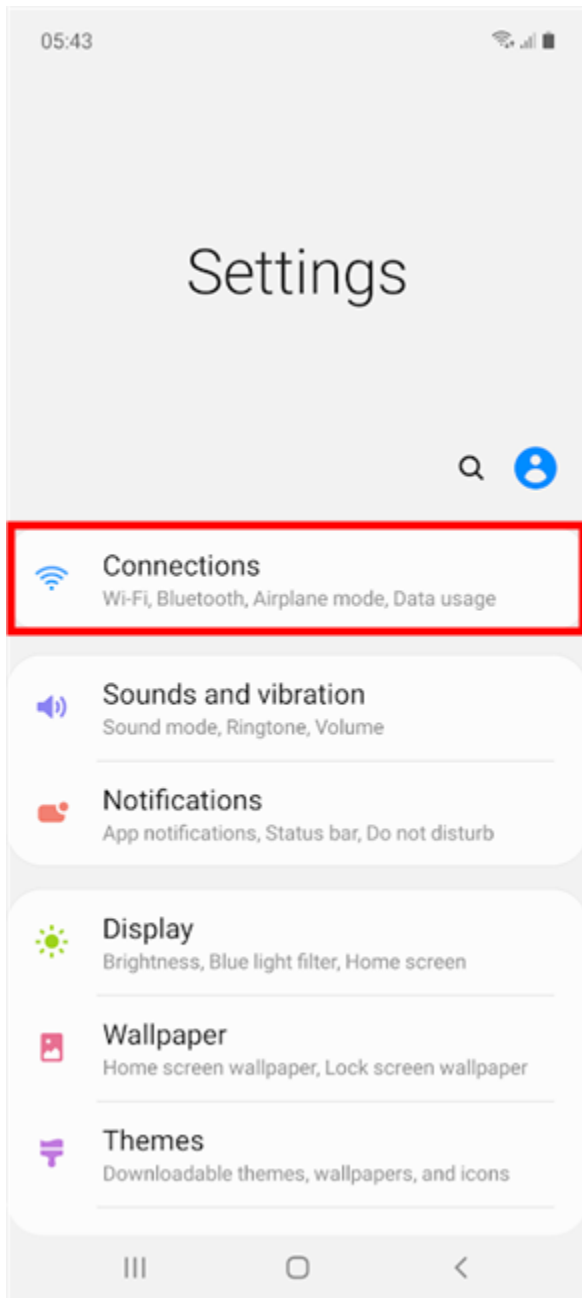 05:43
Settings
Connections
Wi-Fi, Bluetooth, Airplane mode, Data usage
Sounds and vibration
Sound mode, Ringtone, Volume
Notifications
App notifications, Status bar, Do not disturb
Display
Brightness, Blue light filter, Home screen
Wallpaper
Home screen wallpaper, Lock screen wallpaper
Themes
Downloadable themes, wallpapers, and icons